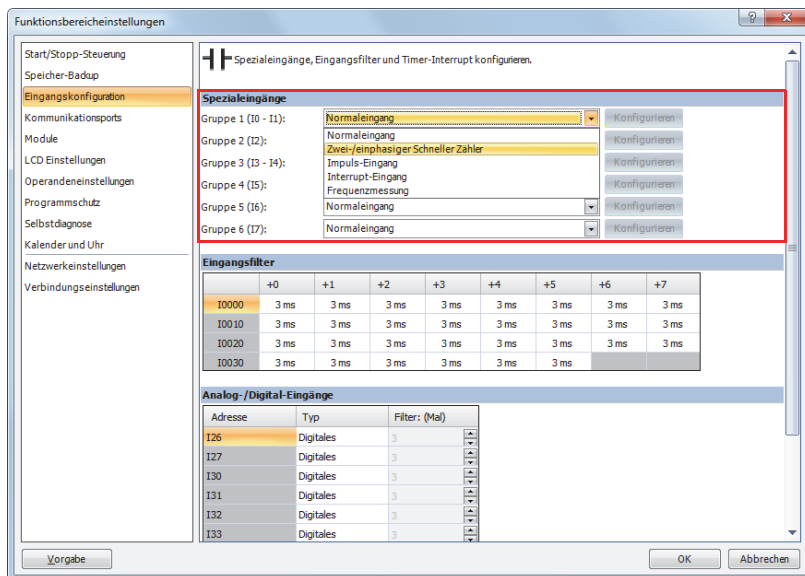 Funktionsbereicheinstellungen
Start/Stopp-Steuerung
Speicher-Backup
Eingangskonfiguration
Kommunikationsports
Module
LCD Einstellungen
Operandeneinstellungen
Programmschutz
Selbstdiagnose
Kalender und Uhr
Netzwerkeinstellungen
Verbindungseinstellungen
Spezialeingänge, Eingangsfilter und Timer-Interrupt konfigurieren.
Spezialeingänge
Gruppe 1 (I0 - I1): Normaleingang Konfigurieren
Gruppe 2 (I2): Konfigurieren
Gruppe 3 (I3 - I4): Konfigurieren
Gruppe 4 (I5): Konfigurieren
Normaleingang
Zwei-/einphasiger Schneller Zähler
Impuls-Eingang
Interrupt-Eingang
Frequenzmessung
Gruppe 5 (I6): Normaleingang Konfigurieren
Gruppe 6 (I7): Normaleingang Konfigurieren
Eingangsfilter
+0 +1 +2 +3 +4 +5 +6 +7
I0000 3 ms 3 ms 3 ms 3 ms 3 ms 3 ms 3 ms 3 ms
I0010 3 ms 3 ms 3 ms 3 ms 3 ms 3 ms 3 ms 3 ms
I0020 3 ms 3 ms 3 ms 3 ms 3 ms 3 ms 3 ms 3 ms
I0030 3 ms 3 ms 3 ms 3 ms 3 ms 3 ms
Analog-/Digital-Eingänge
Adresse Typ Filter: (Mal)
I26 Digitales 3
I27 Digitales 3
I30 Digitales 3
I31 Digitales 3
I32 Digitales 3
I33 Digitales 3
Vorgabe OK Abbrechen